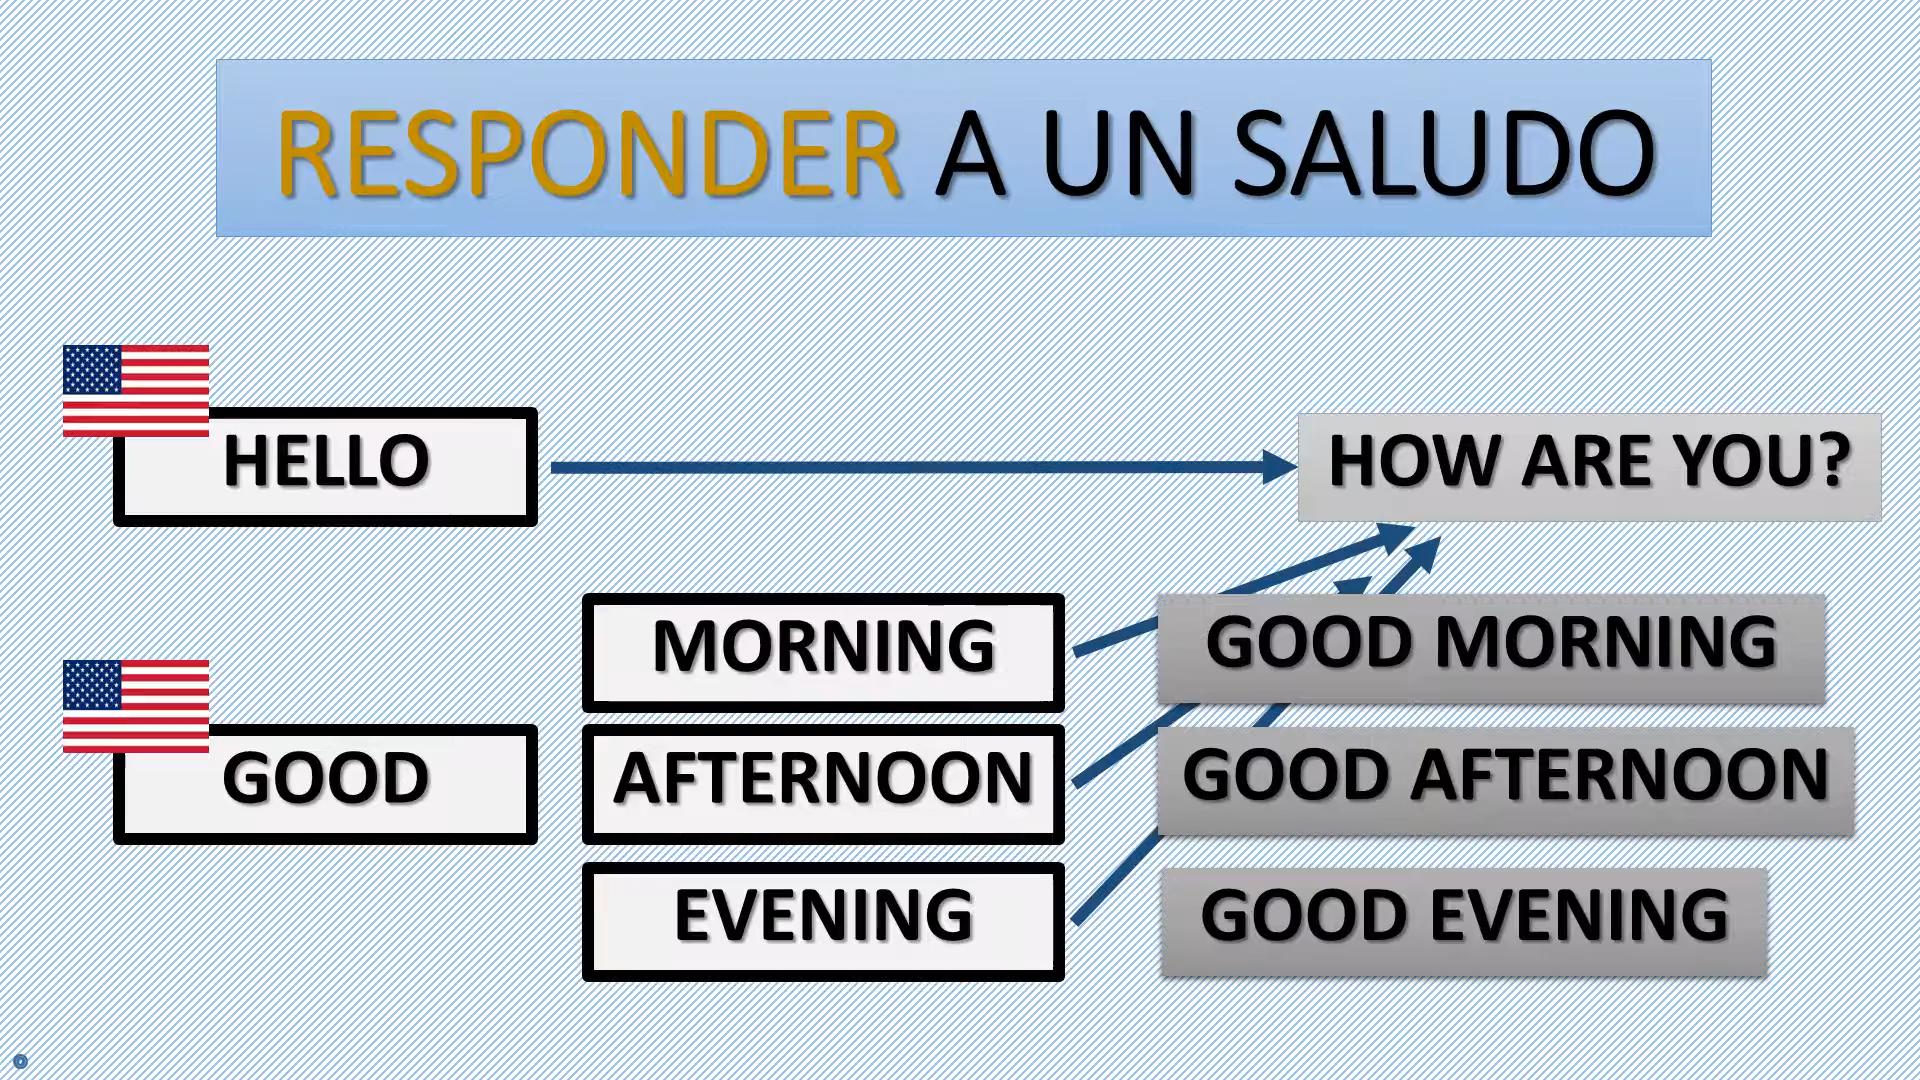 RESPONDER A UN SALUDO
HELLO
HOW ARE YOU?
MORNING
GOOD MORNING
GOOD
AFTERNOON
GOOD AFTERNOON
EVENING
GOOD EVENING